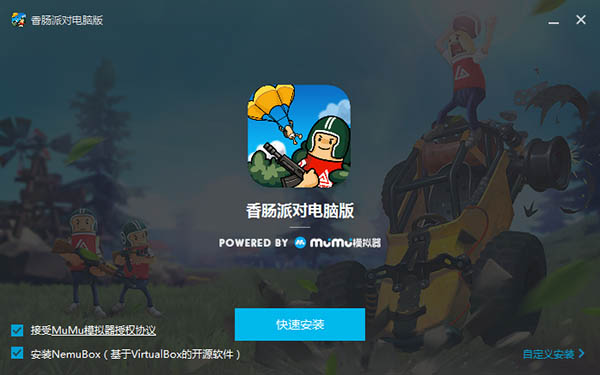 香肠派对电脑版
香肠派对电脑版
POWERED BY MuMu模拟器
快速安装
接受MuMu模拟器授权协议
安装NemuBox（基于VirtualBox的开源软件）
自定义安装